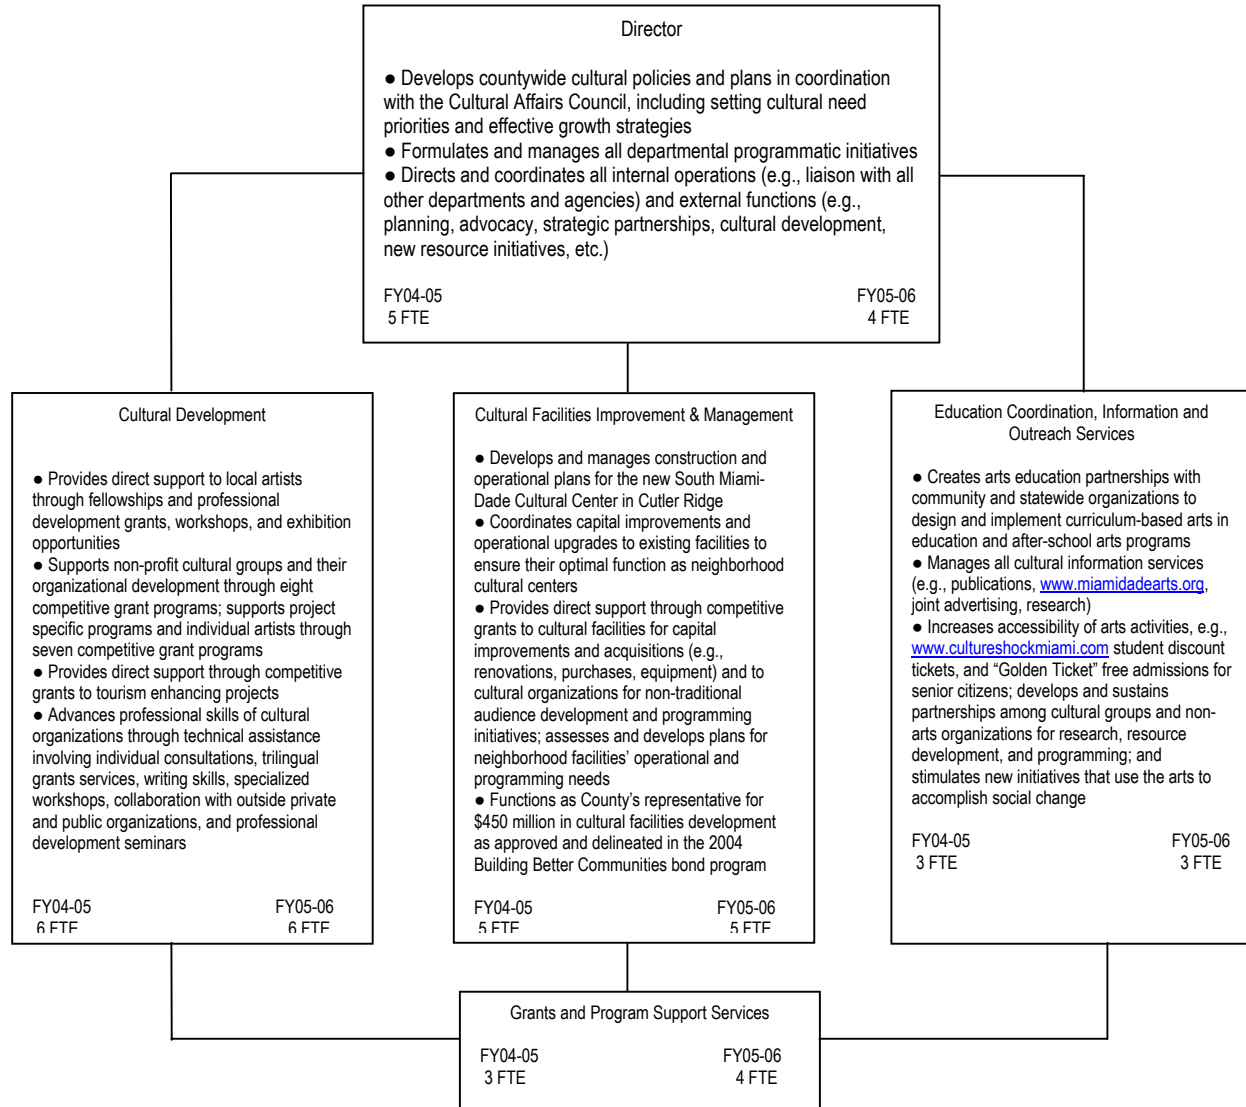 Director
● Develops countywide cultural policies and plans in coordination
with the Cultural Affairs Council, including setting cultural need
priorities and effective growth strategies
● Formulates and manages all departmental programmatic initiatives
● Directs and coordinates all internal operations (e.g., liaison with all
other departments and agencies) and external functions (e.g.,
planning, advocacy, strategic partnerships, cultural development,
new resource initiatives, etc.)
FY04-05 FY05-06
5 FTE 4 FTE
Cultural Development
● Provides direct support to local artists
through fellowships and professional
development grants, workshops, and exhibition
opportunities
● Supports non-profit cultural groups and their
organizational development through eight
competitive grant programs; supports project
specific programs and individual artists through
seven competitive grant programs
● Provides direct support through competitive
grants to tourism enhancing projects
● Advances professional skills of cultural
organizations through technical assistance
involving individual consultations, trilingual
grants services, writing skills, specialized
workshops, collaboration with outside private
and public organizations, and professional
development seminars
FY04-05 FY05-06
6 FTE 6 FTE
Cultural Facilities Improvement & Management
● Develops and manages construction and
operational plans for the new South Miami-
Dade Cultural Center in Cutler Ridge
● Coordinates capital improvements and
operational upgrades to existing facilities to
ensure their optimal function as neighborhood
cultural centers
● Provides direct support through competitive
grants to cultural facilities for capital
improvements and acquisitions (e.g.,
renovations, purchases, equipment) and to
cultural organizations for non-traditional
audience development and programming
initiatives; assesses and develops plans for
neighborhood facilities’ operational and
programming needs
● Functions as County’s representative for
$450 million in cultural facilities development
as approved and delineated in the 2004
Building Better Communities bond program
FY04-05 FY05-06
5 FTE 5 FTE
Education Coordination, Information and
Outreach Services
● Creates arts education partnerships with
community and statewide organizations to
design and implement curriculum-based arts in
education and after-school arts programs
● Manages all cultural information services
(e.g., publications, www.miamidadearts.org,
joint advertising, research)
● Increases accessibility of arts activities, e.g.,
www.cultureshockmiami.com student discount
tickets, and “Golden Ticket” free admissions for
senior citizens; develops and sustains
partnerships among cultural groups and non-
arts organizations for research, resource
development, and programming; and
stimulates new initiatives that use the arts to
accomplish social change
FY04-05 FY05-06
3 FTE 3 FTE
Grants and Program Support Services
FY04-05 FY05-06
3 FTE 4 FTE